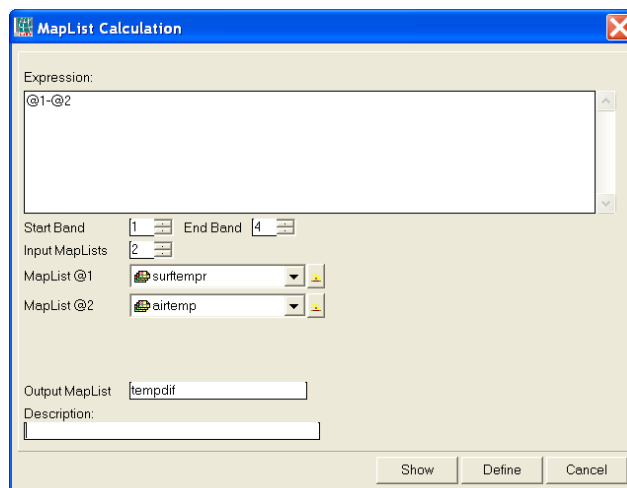 MapList Calculation
Expression:
@1-@2
Start Band 1 End Band 4
Input MapLists 2
MapList @1 surftempr
MapList @2 airtemp
Output MapList tempdif
Description:
Show Define Cancel